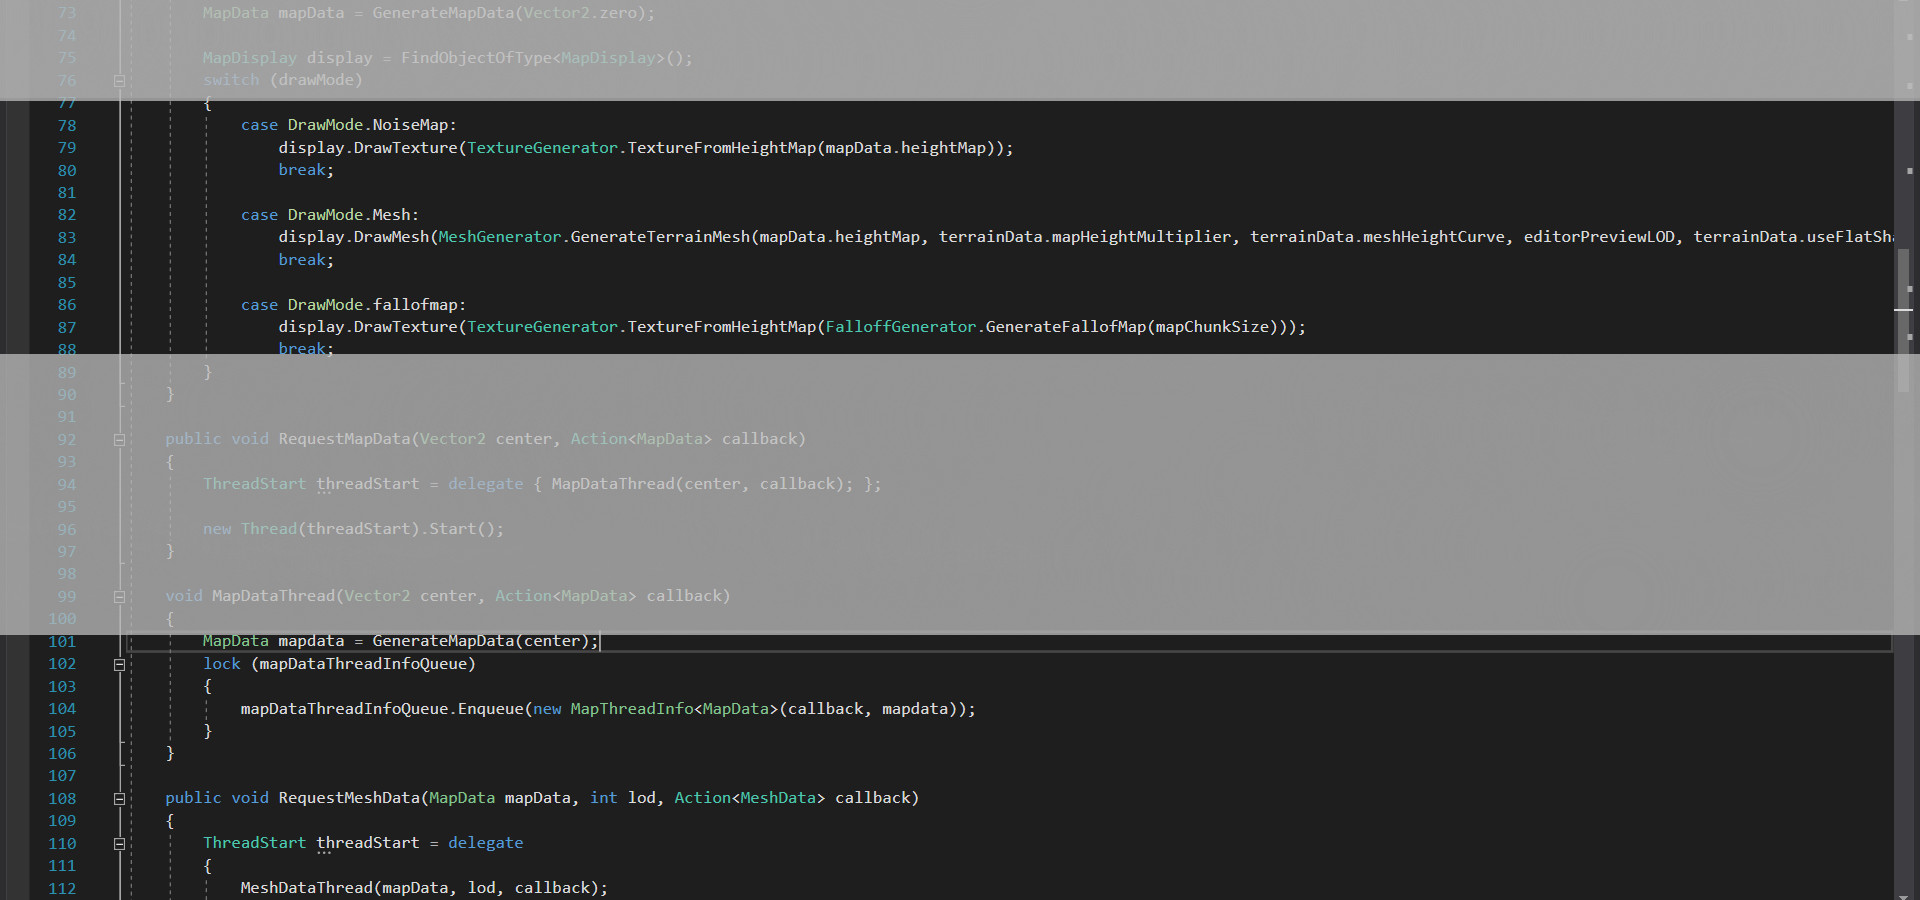 73 MapData mapData = GenerateMapData(Vector2.zero);
74
75 MapDisplay display = FindObjectOfType<MapDisplay>();
76 switch (drawMode)
77 {
78 case DrawMode.NoiseMap:
79 display.DrawTexture(TextureGenerator.TextureFromHeightMap(mapData.heightMap));
80 break;
81
82 case DrawMode.Mesh:
83 display.DrawMesh(MeshGenerator.GenerateTerrainMesh(mapData.heightMap, terrainData.mapHeightMultiplier, terrainData.meshHeightCurve, editorPreviewLOD, terrainData.useFlatSha
84 break;
85
86 case DrawMode.fallofmap:
87 display.DrawTexture(TextureGenerator.TextureFromHeightMap(FalloffGenerator.GenerateFallofMap(mapChunkSize)));
88 break;
89 }
90 }
91
92 public void RequestMapData(Vector2 center, Action<MapData> callback)
93 {
94 ThreadStart threadStart = delegate { MapDataThread(center, callback); };
95
96 new Thread(threadStart).Start();
97 }
98
99 void MapDataThread(Vector2 center, Action<MapData> callback)
100 {
101 MapData mapdata = GenerateMapData(center);
102 lock (mapDataThreadInfoQueue)
103 {
104 mapDataThreadInfoQueue.Enqueue(new MapThreadInfo<MapData>(callback, mapdata));
105 }
106 }
107
108 public void RequestMeshData(MapData mapData, int lod, Action<MeshData> callback)
109 {
110 ThreadStart threadStart = delegate
111 {
112 MeshDataThread(mapData, lod, callback);